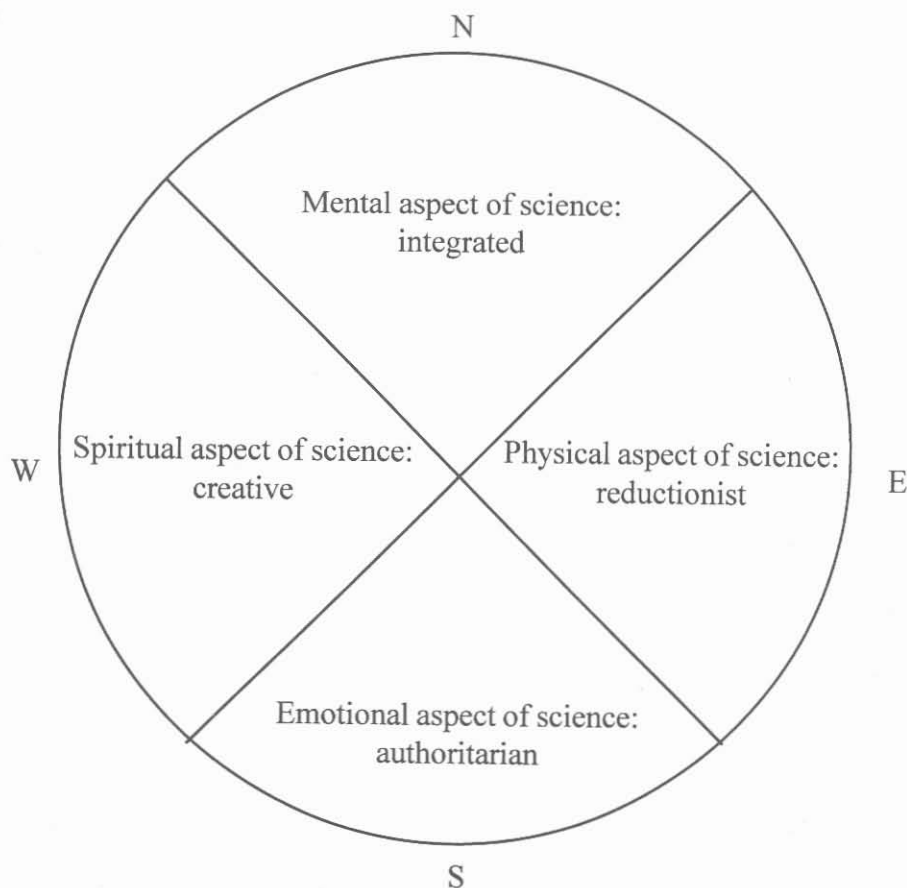 N
Mental aspect of science:
integrated
Spiritual aspect of science:
creative
Physical aspect of science:
reductionist
W
E
Emotional aspect of science:
authoritarian
S